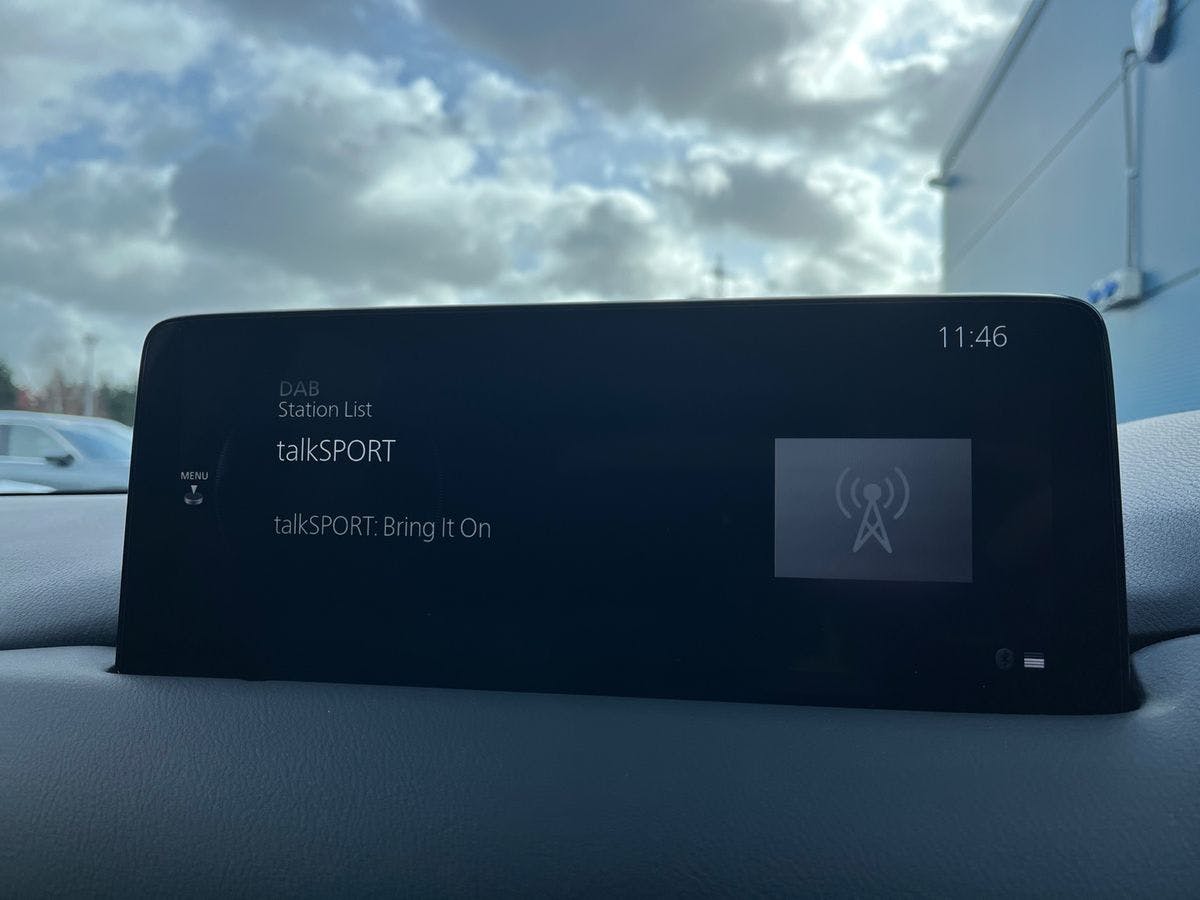 11:46
DAB
Station List
talkSPORT
MENU
talkSPORT: Bring It On